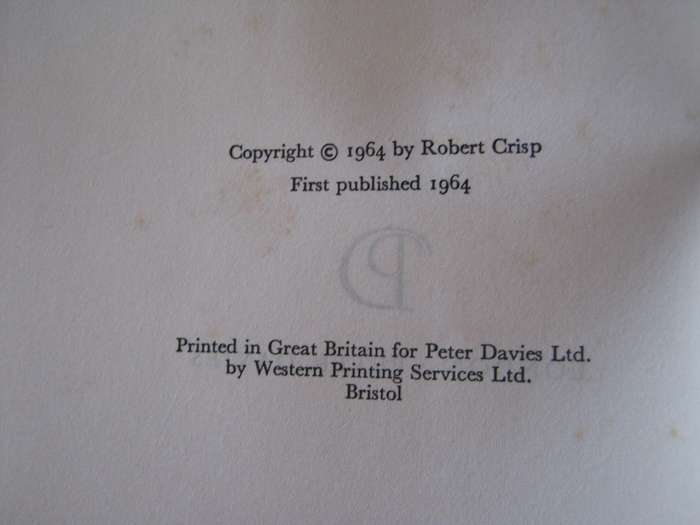 Copyright © 1964 by Robert Crisp
First published 1964
Printed in Great Britain for Peter Davies Ltd.
by Western Printing Services Ltd.
Bristol